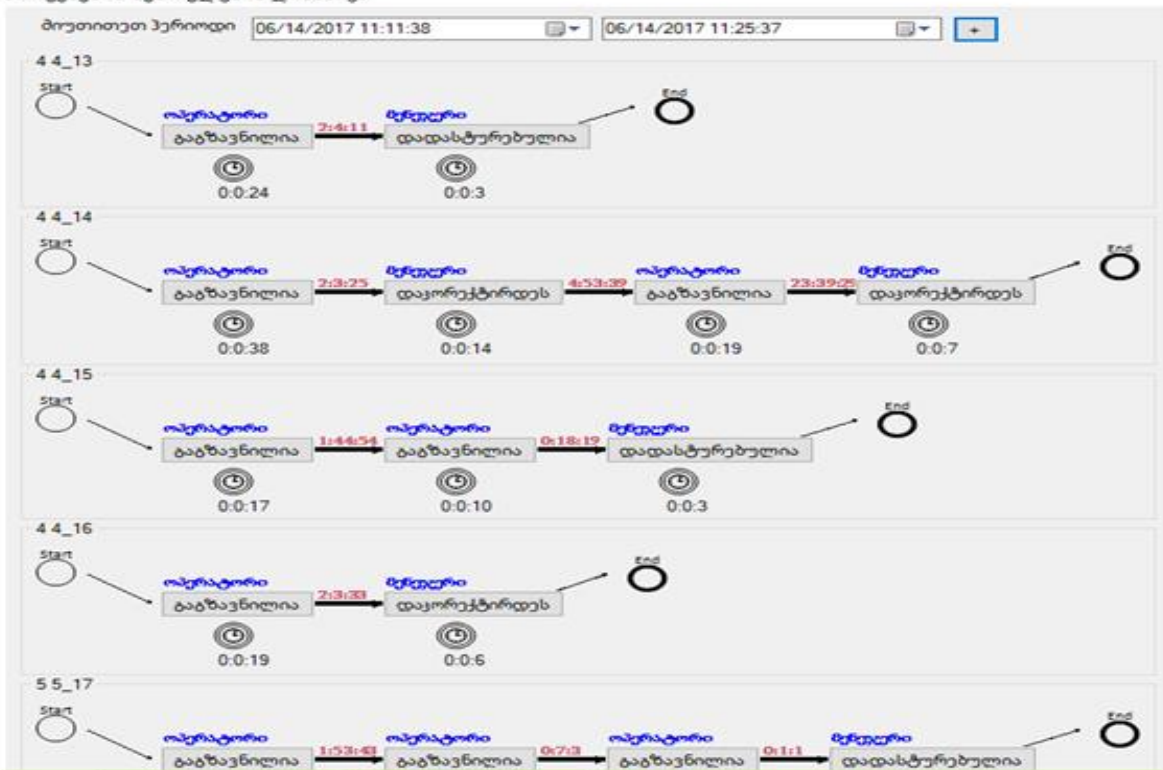 მიუთითეთ პერიოდი 06/14/2017 11:11:38 06/14/2017 11:25:37 +
4 4_13
Start
End
ოპერატორი მენეჯერი
გაგზავნილია 2:4:11 დადასტურებულია
0:0:24 0:0:3
4 4_14
Start
End
ოპერატორი მენეჯერი ოპერატორი მენეჯერი
გაგზავნილია 2:3:25 დაკორექტირდეს 4:53:39 გაგზავნილია 23:39:25 დაკორექტირდეს
0:0:38 0:0:14 0:0:19 0:0:7
4 4_15
Start
End
ოპერატორი ოპერატორი მენეჯერი
გაგზავნილია 1:44:54 გაგზავნილია 0:18:19 დადასტურებულია
0:0:17 0:0:10 0:0:3
4 4_16
Start
End
ოპერატორი მენეჯერი
გაგზავნილია 2:3:33 დაკორექტირდეს
0:0:19 0:0:6
5 5_17
Start
End
ოპერატორი ოპერატორი ოპერატორი მენეჯერი
გაგზავნილია 1:53:43 გაგზავნილია 0:7:3 გაგზავნილია 0:1:1 დადასტურებულია